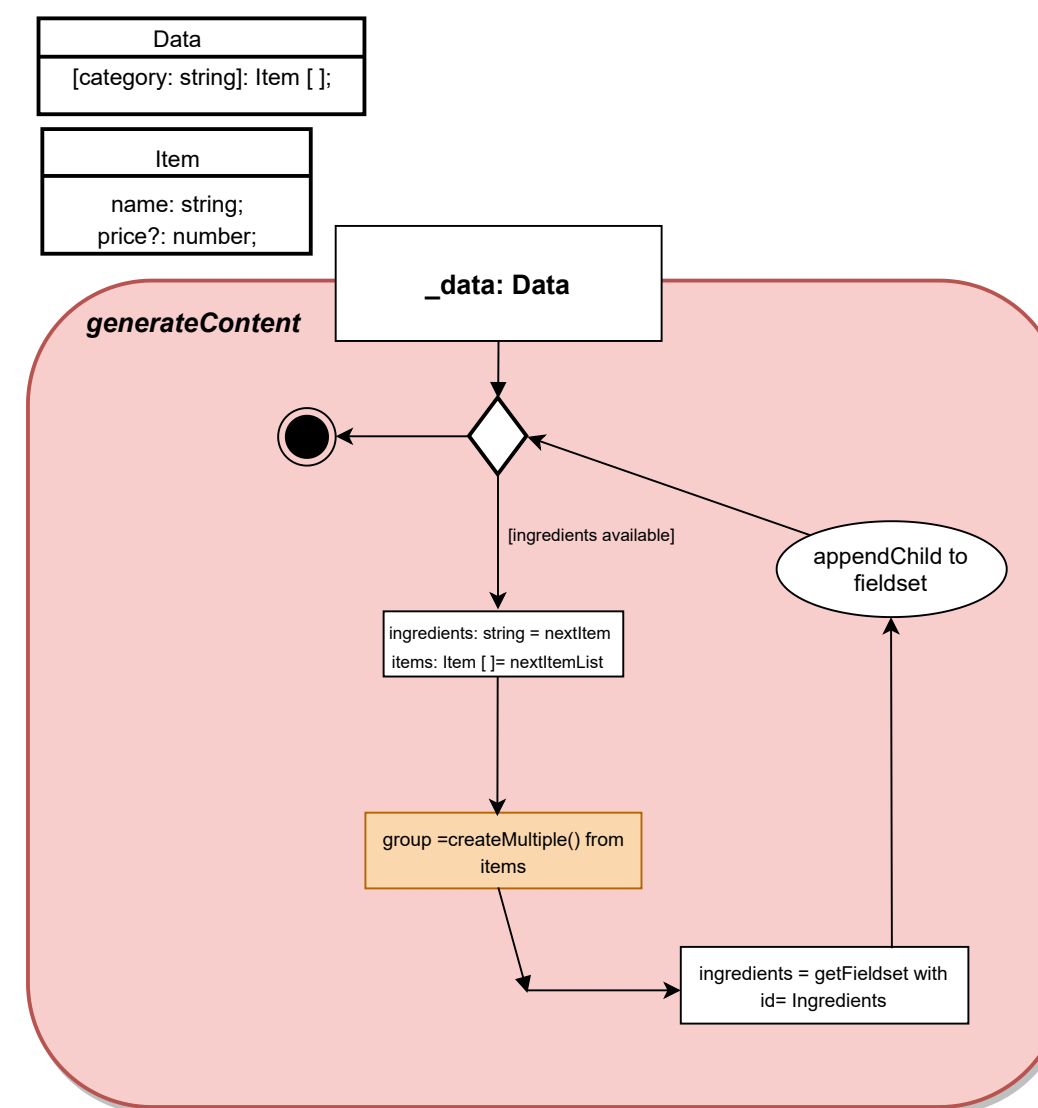 Data
[category: string]: Item [ ];
Item
name: string;
price?: number;
_data: Data
generateContent
[ingredients available]
appendChild to
fieldset
ingredients: string = nextItem
items: Item [ ]= nextItemList
group =createMultiple() from
items
ingredients = getFieldset with
id= Ingredients